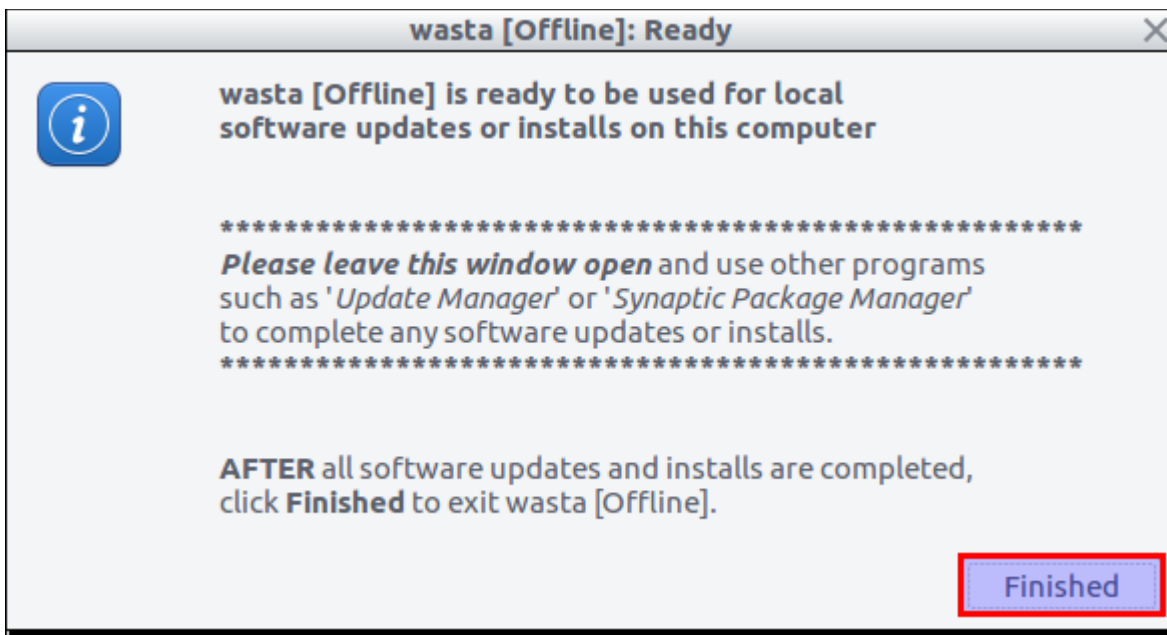 wasta [Offline]: Ready
wasta [Offline] is ready to be used for local
software updates or installs on this computer
******************************************************
Please leave this window open and use other programs
such as 'Update Manager' or 'Synaptic Package Manager'
to complete any software updates or installs.
******************************************************
AFTER all software updates and installs are completed,
click Finished to exit wasta [Offline].
Finished